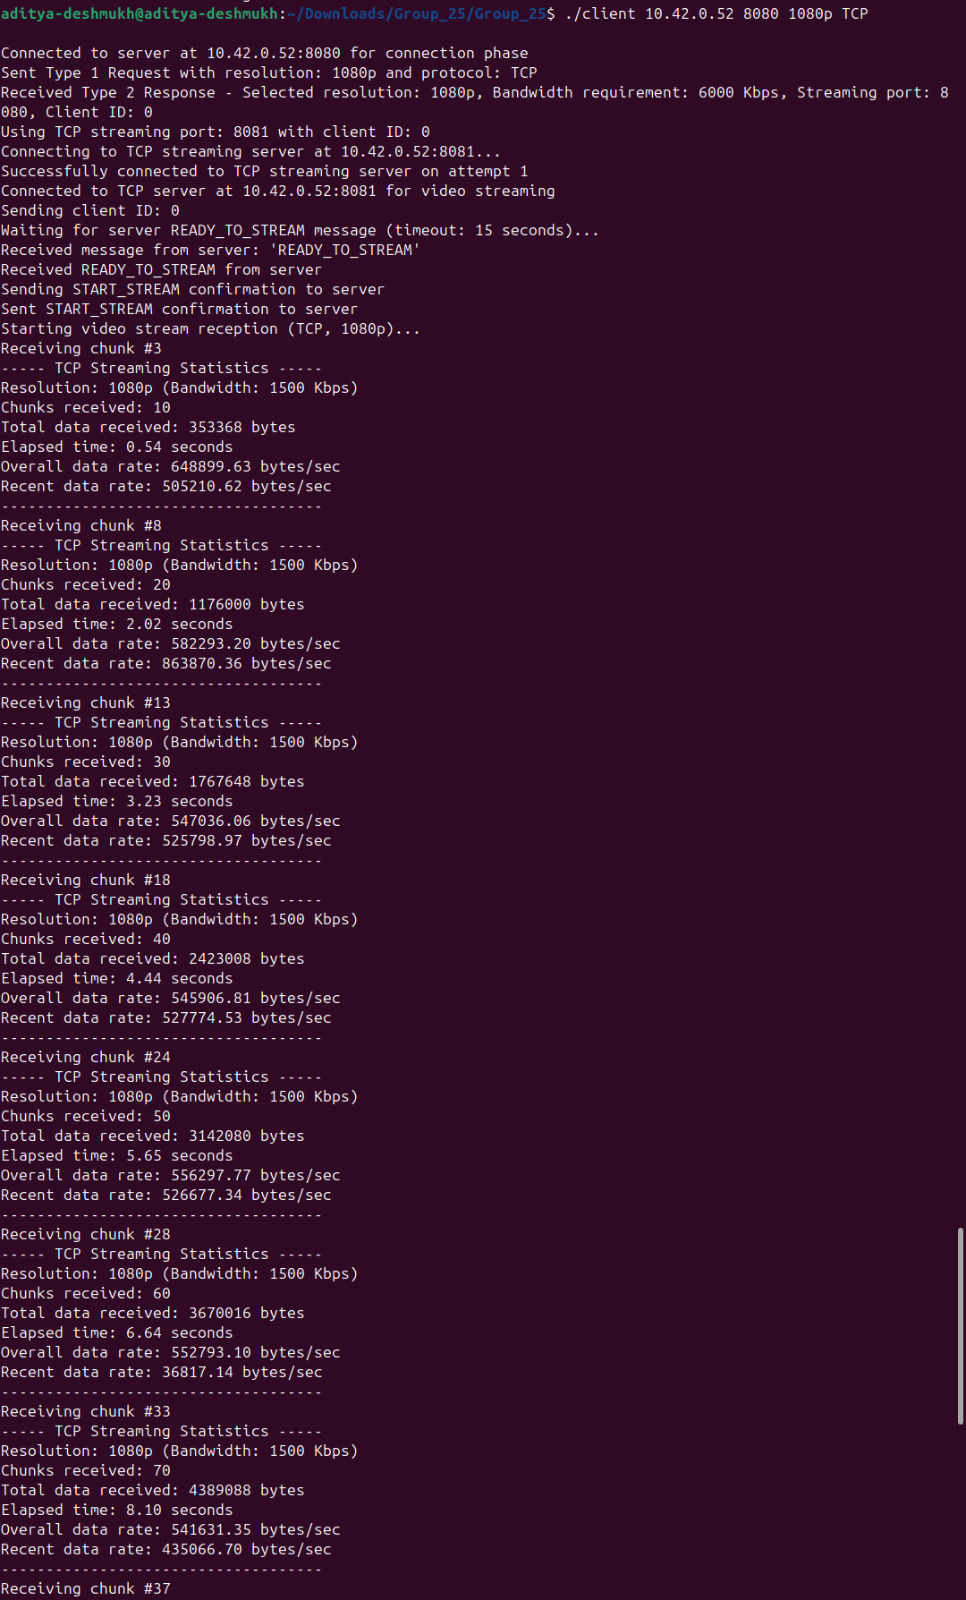 aditya-deshmukh@aditya-deshmukh:~/Downloads/Group_25/Group_25$ ./client 10.42.0.52 8080 1080p TCP
Connected to server at 10.42.0.52:8080 for connection phase
Sent Type 1 Request with resolution: 1080p and protocol: TCP
Received Type 2 Response - Selected resolution: 1080p, Bandwidth requirement: 6000 Kbps, Streaming port: 8
080, Client ID: 0
Using TCP streaming port: 8081 with client ID: 0
Connecting to TCP streaming server at 10.42.0.52:8081...
Successfully connected to TCP streaming server on attempt 1
Connected to TCP server at 10.42.0.52:8081 for video streaming
Sending client ID: 0
Waiting for server READY_TO_STREAM message (timeout: 15 seconds)...
Received message from server: 'READY_TO_STREAM'
Received READY_TO_STREAM from server
Sending START_STREAM confirmation to server
Sent START_STREAM confirmation to server
Starting video stream reception (TCP, 1080p)...
Receiving chunk #3
----- TCP Streaming Statistics -----
Resolution: 1080p (Bandwidth: 1500 Kbps)
Chunks received: 10
Total data received: 353368 bytes
Elapsed time: 0.54 seconds
Overall data rate: 648899.63 bytes/sec
Recent data rate: 505210.62 bytes/sec
------------------------------------
Receiving chunk #8
----- TCP Streaming Statistics -----
Resolution: 1080p (Bandwidth: 1500 Kbps)
Chunks received: 20
Total data received: 1176000 bytes
Elapsed time: 2.02 seconds
Overall data rate: 582293.20 bytes/sec
Recent data rate: 863870.36 bytes/sec
------------------------------------
Receiving chunk #13
----- TCP Streaming Statistics -----
Resolution: 1080p (Bandwidth: 1500 Kbps)
Chunks received: 30
Total data received: 1767648 bytes
Elapsed time: 3.23 seconds
Overall data rate: 547036.06 bytes/sec
Recent data rate: 525798.97 bytes/sec
------------------------------------
Receiving chunk #18
----- TCP Streaming Statistics -----
Resolution: 1080p (Bandwidth: 1500 Kbps)
Chunks received: 40
Total data received: 2423008 bytes
Elapsed time: 4.44 seconds
Overall data rate: 545906.81 bytes/sec
Recent data rate: 527774.53 bytes/sec
------------------------------------
Receiving chunk #24
----- TCP Streaming Statistics -----
Resolution: 1080p (Bandwidth: 1500 Kbps)
Chunks received: 50
Total data received: 3142080 bytes
Elapsed time: 5.65 seconds
Overall data rate: 556297.77 bytes/sec
Recent data rate: 526677.34 bytes/sec
------------------------------------
Receiving chunk #28
----- TCP Streaming Statistics -----
Resolution: 1080p (Bandwidth: 1500 Kbps)
Chunks received: 60
Total data received: 3670016 bytes
Elapsed time: 6.64 seconds
Overall data rate: 552793.10 bytes/sec
Recent data rate: 36817.14 bytes/sec
------------------------------------
Receiving chunk #33
----- TCP Streaming Statistics -----
Resolution: 1080p (Bandwidth: 1500 Kbps)
Chunks received: 70
Total data received: 4389088 bytes
Elapsed time: 8.10 seconds
Overall data rate: 541631.35 bytes/sec
Recent data rate: 435066.70 bytes/sec
------------------------------------
Receiving chunk #37